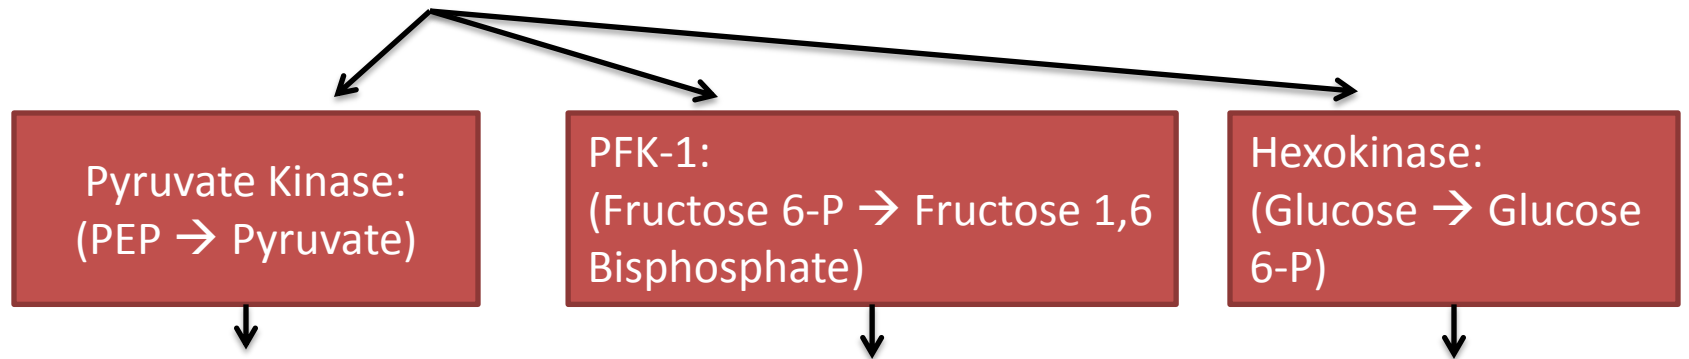 Pyruvate Kinase:
(PEP → Pyruvate)
PFK-1:
(Fructose 6-P → Fructose 1,6
Bisphosphate)
Hexokinase:
(Glucose → Glucose
6-P)